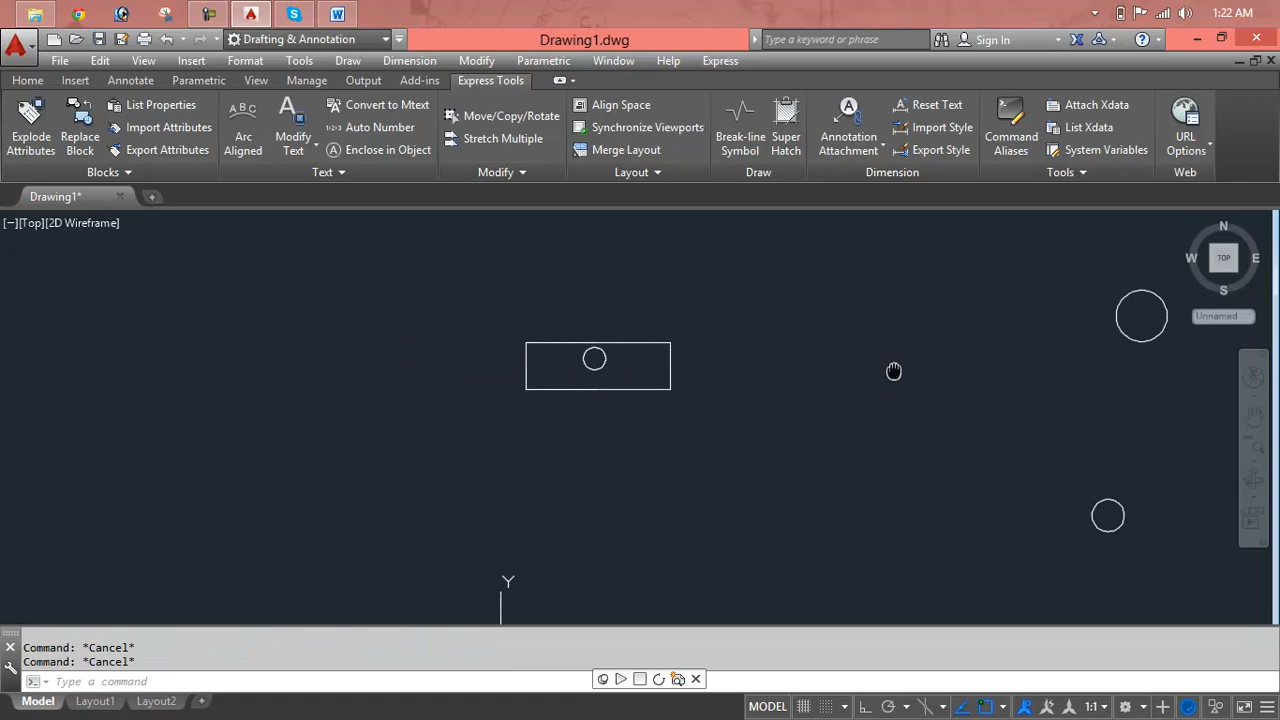 1:22 AM
Drafting & Annotation
Drawing1.dwg
Type a keyword or phrase
Sign In
File Edit View Insert Format Tools Draw Dimension Modify Parametric Window Help Express
Home Insert Annotate Parametric View Manage Output Add-ins Express Tools
Explode Attributes
Replace Block
List Properties
Import Attributes
Export Attributes
ABC
Arc Aligned
Modify Text
Convert to Mtext
Auto Number
Enclose in Object
Move/Copy/Rotate
Stretch Multiple
Align Space
Synchronize Viewports
Merge Layout
Break-line Symbol
Super Hatch
Annotation Attachment
Reset Text
Import Style
Export Style
Command Aliases
Attach Xdata
List Xdata
System Variables
URL Options
Blocks Text Modify Layout Draw Dimension Tools Web
Drawing1*
[−][Top][2D Wireframe]
N
W TOP E
S
Unnamed
Y
Command: *Cancel*
Command: *Cancel*
Type a command
Model Layout1 Layout2 +
MODEL
1:1